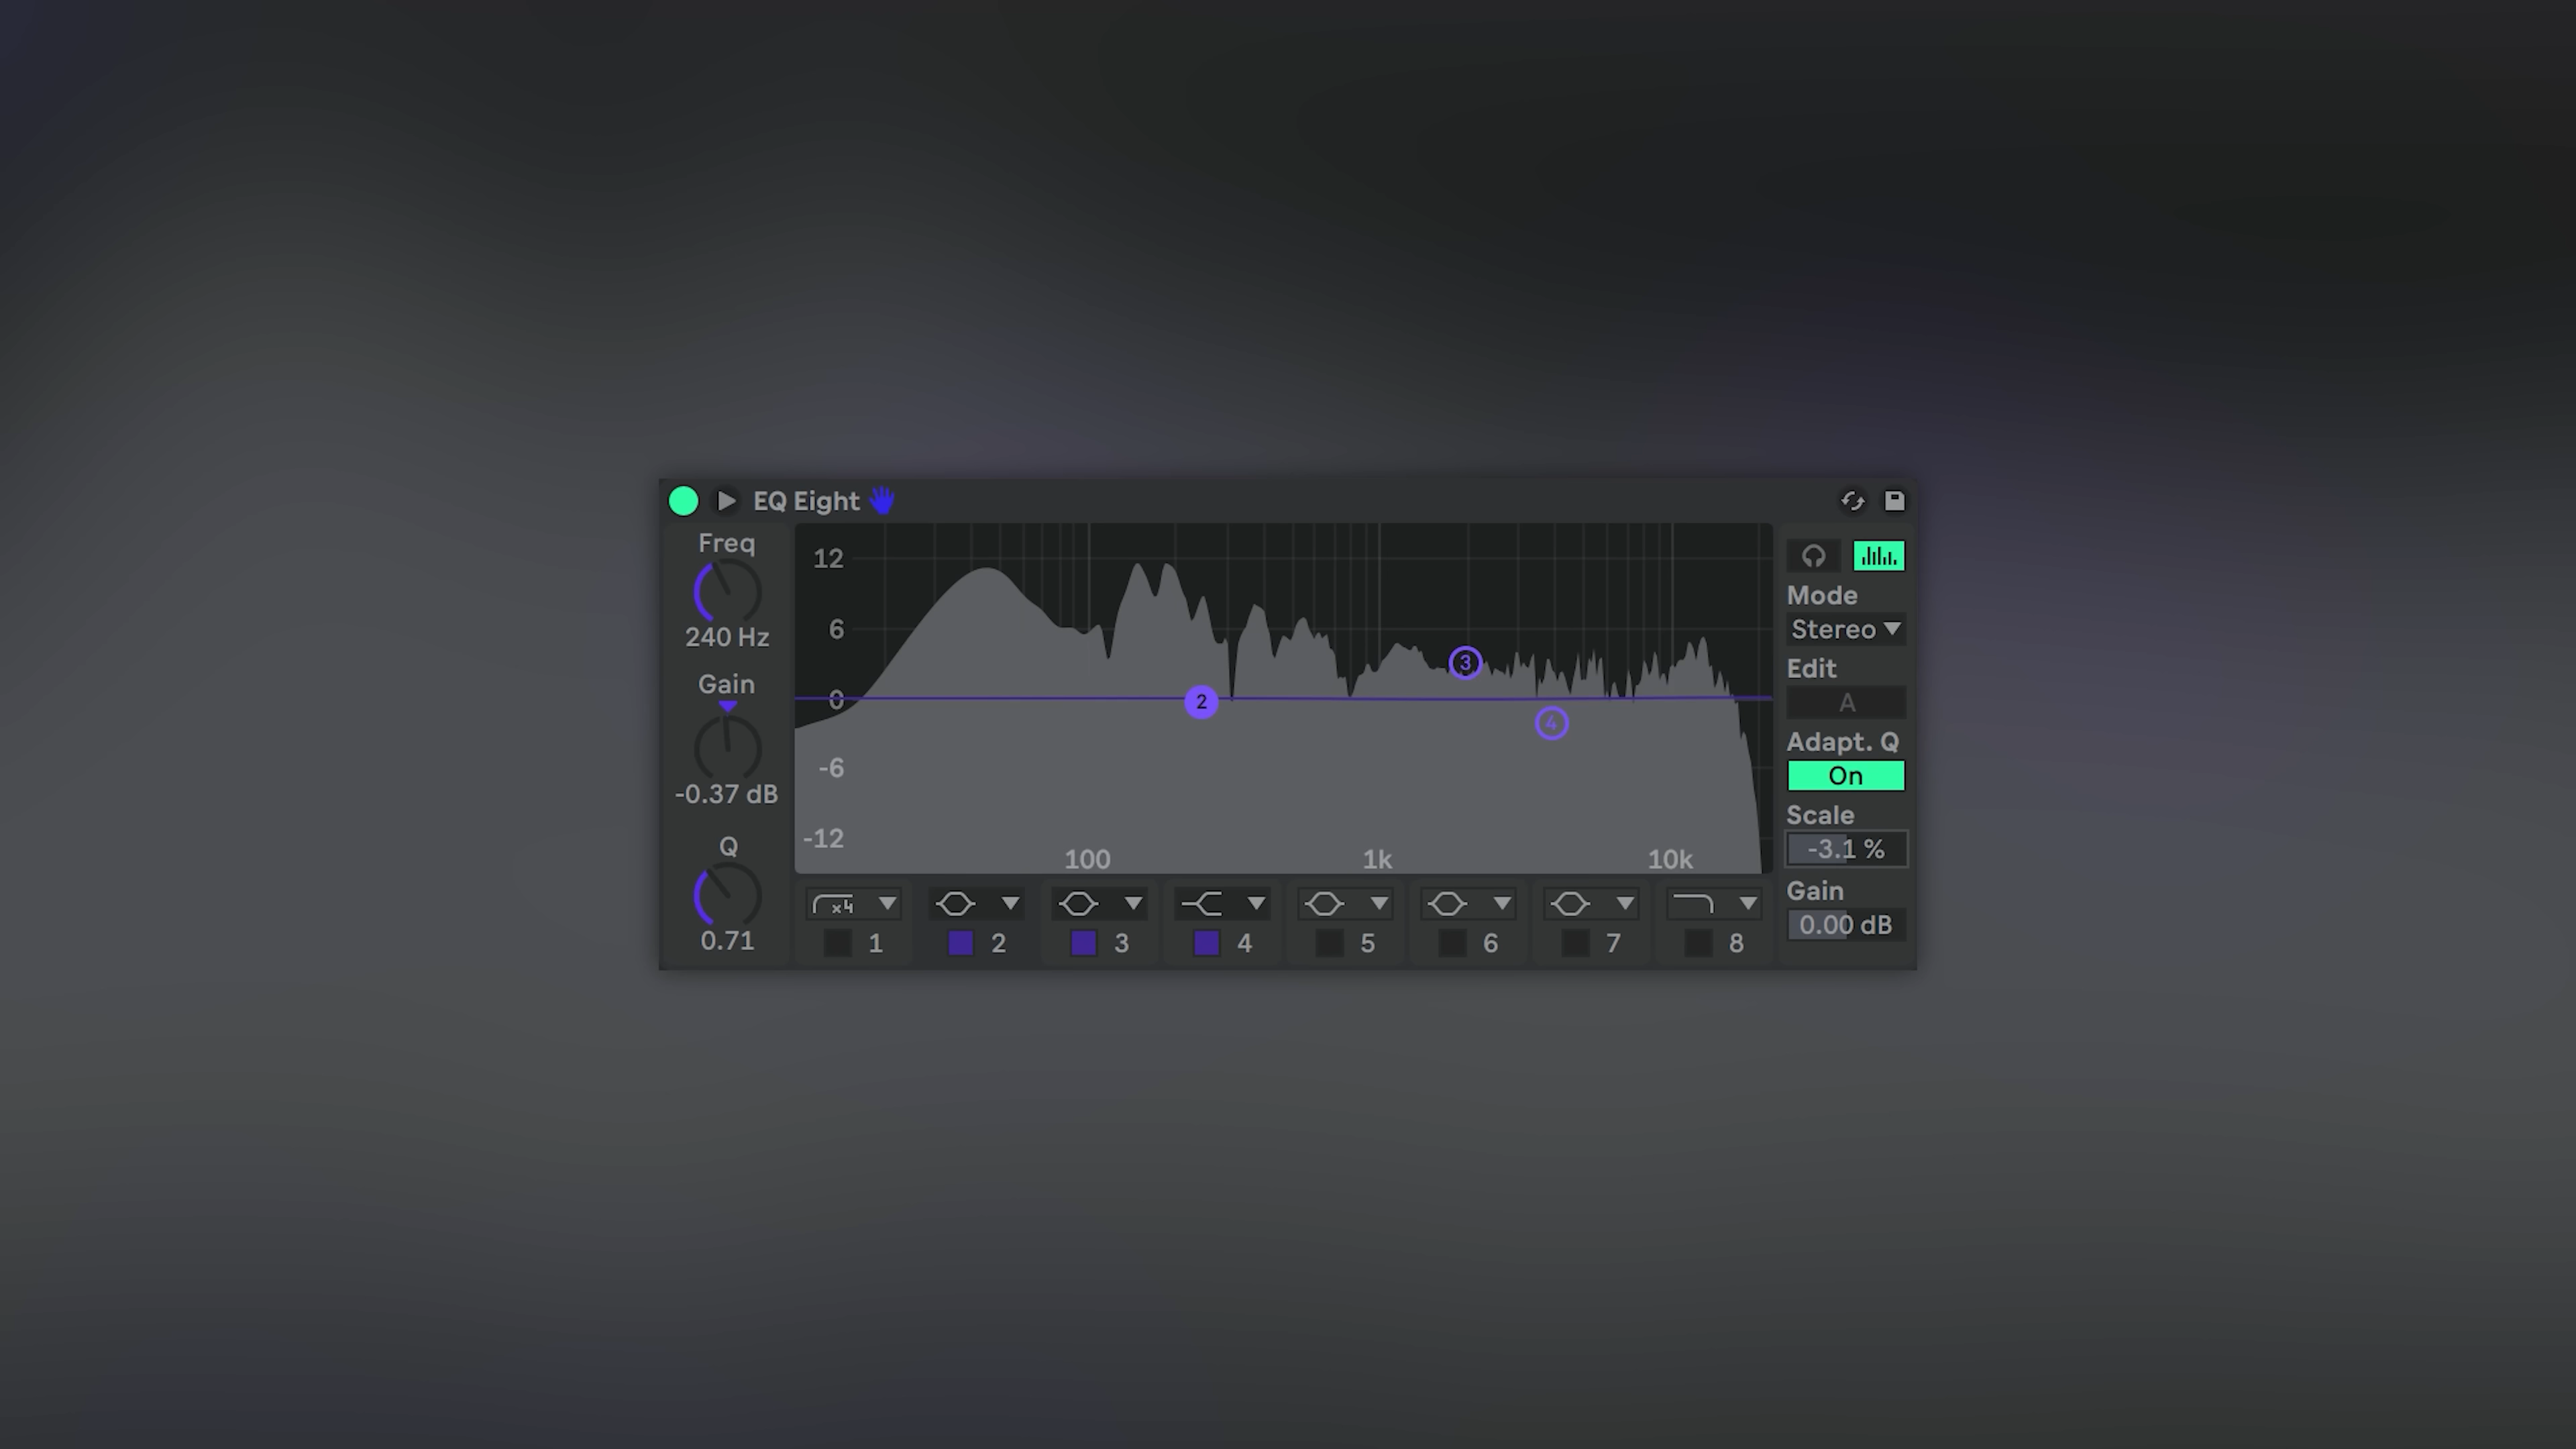 EQ Eight
Freq
240 Hz
Gain
-0.37 dB
Q
0.71
12
6
0
-6
-12
100 1k 10k
2
3
4
x4
1 2 3 4 5 6 7 8
Mode
Stereo
Edit
A
Adapt. Q
On
Scale
-3.1 %
Gain
0.00 dB